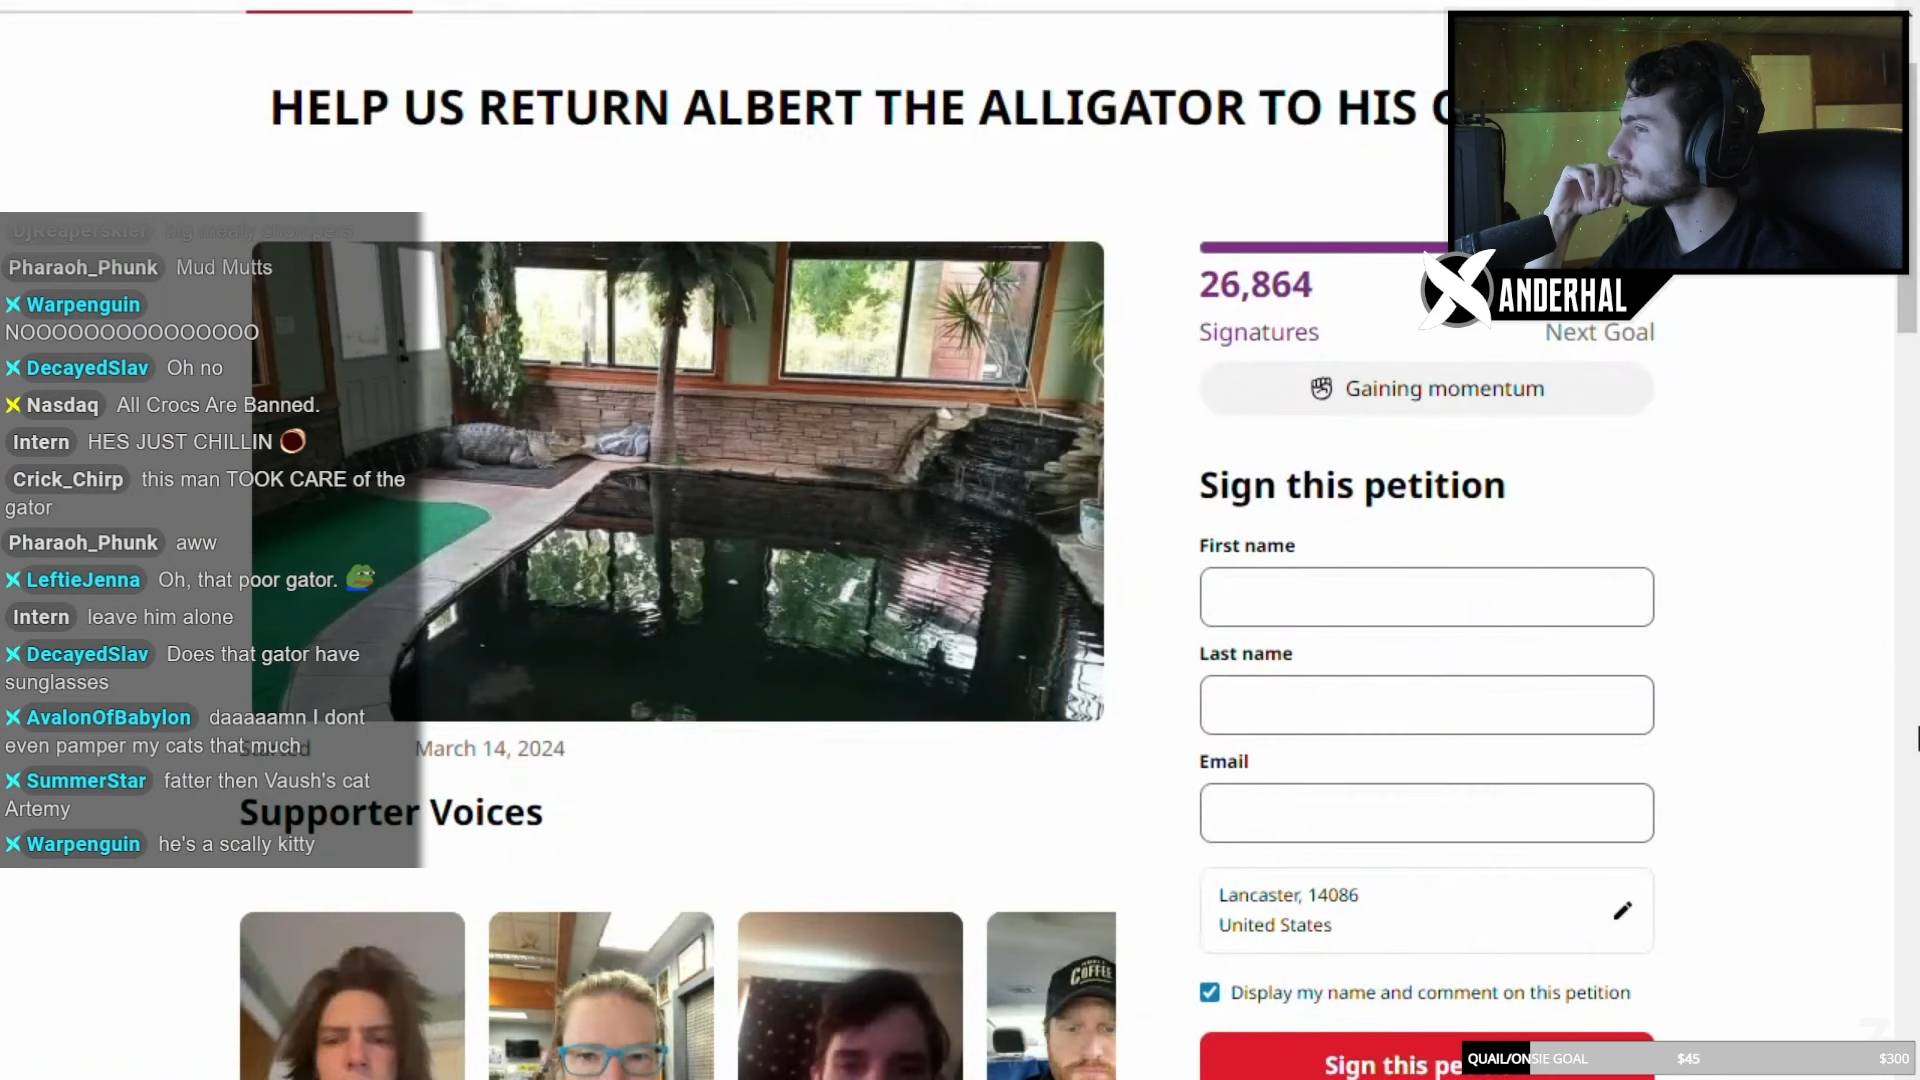 HELP US RETURN ALBERT THE ALLIGATOR TO HIS
DjReaperskier big meaty chompers
Pharaoh_Phunk Mud Mutts
Warpenguin
NOOOOOOOOOOOOOOO
DecayedSlav Oh no
Nasdaq All Crocs Are Banned.
Intern HES JUST CHILLIN
Crick_Chirp this man TOOK CARE of the
gator
Pharaoh_Phunk aww
LeftieJenna Oh, that poor gator.
Intern leave him alone
DecayedSlav Does that gator have
sunglasses
AvalonOfBabylon daaaaamn I dont
even pamper my cats that much
SummerStar fatter then Vaush's cat
Artemy
Warpenguin he's a scally kitty
March 14, 2024
Supporter Voices
COFFEE
XANDERHAL
26,864
Signatures
Next Goal
Gaining momentum
Sign this petition
First name
Last name
Email
Lancaster, 14086
United States
Display my name and comment on this petition
Sign this pe
QUAIL/ONSIE GOAL $45 $300